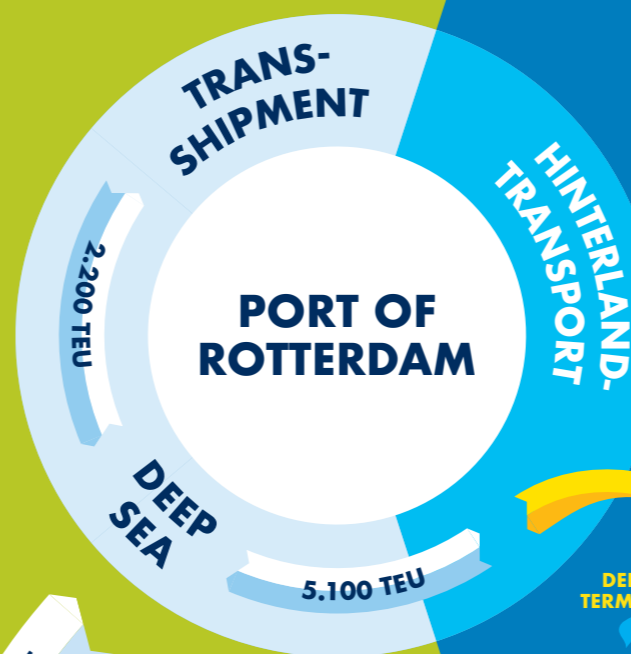 TRANS-
SHIPMENT
HINTERLAND-
TRANSPORT
2.200 TEU
PORT OF
ROTTERDAM
DEEP
SEA
5.100 TEU